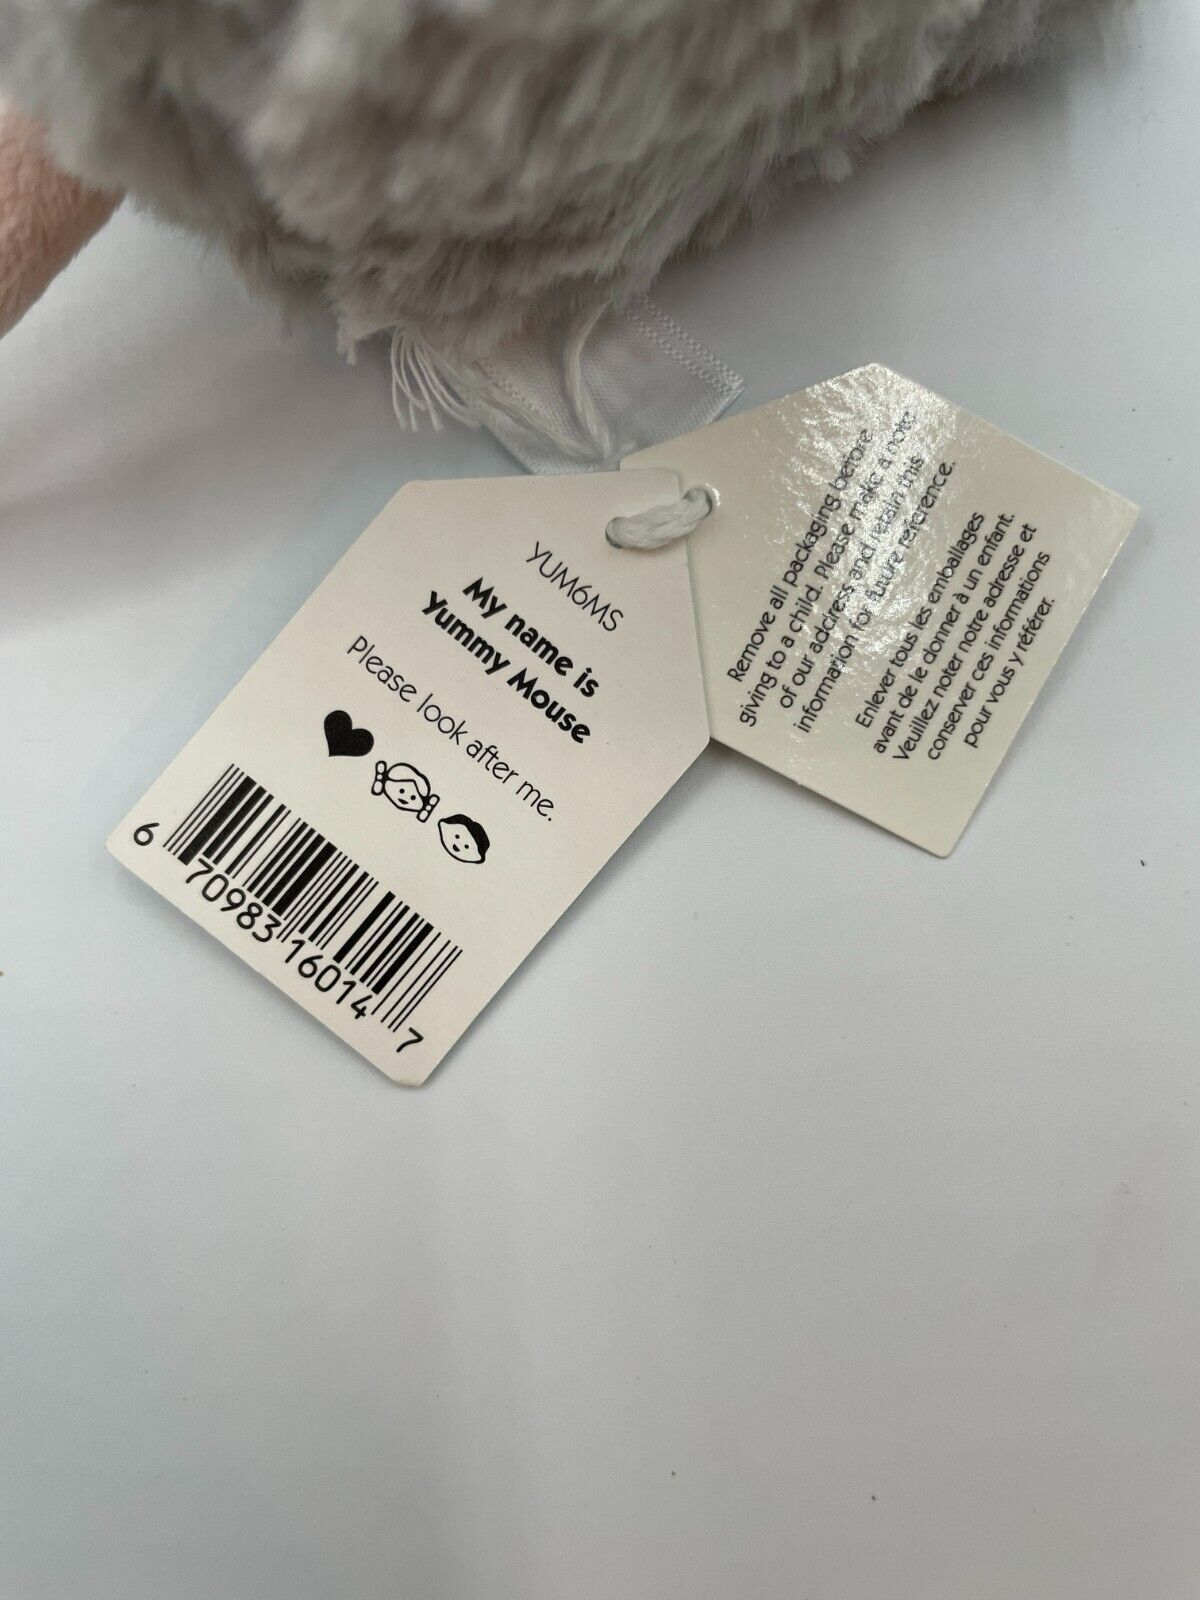 YUM6MS
My name is
Yummy Mouse
Please look after me.
6 70983 16014 7
Remove all packaging before
giving to a child. Please make a note
of our address and retain this
information for future reference.
Enlever tous les emballages
avant de le donner à un enfant.
Veuillez noter notre adresse et
conserver ces informations
pour vous y référer.